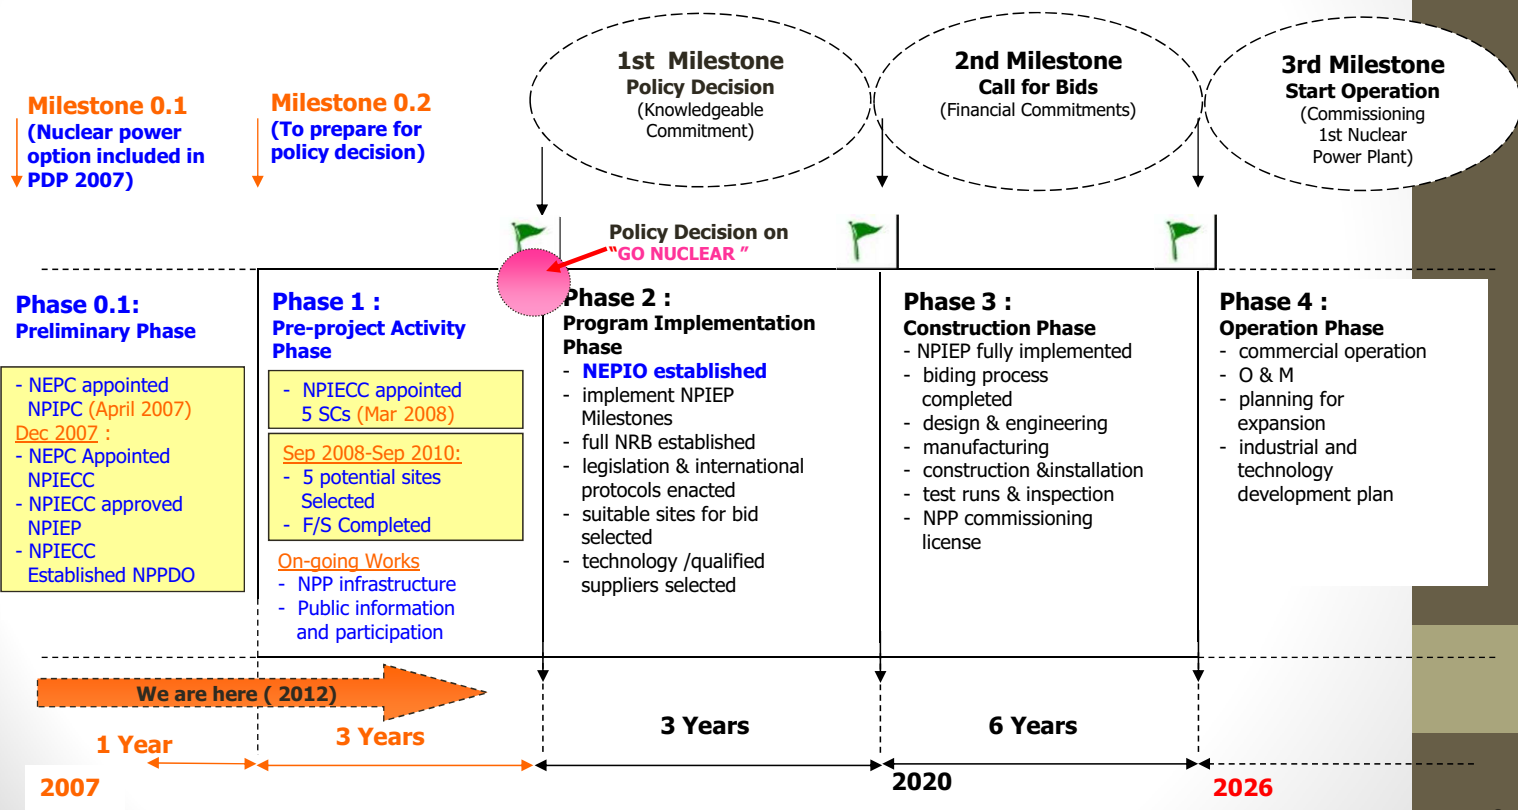 1st  Milestone
Policy Decision
(Knowledgeable
Commitment)
2nd Milestone
Call for Bids
(Financial Commitments)
3rd Milestone
Start Operation
(Commissioning
1st Nuclear
Power Plant)
Milestone 0.1
(Nuclear power
option included in
PDP 2007)
Milestone 0.2
(To prepare for
policy decision)
Policy Decision on
"GO NUCLEAR "
Phase 0.1:
Preliminary Phase
- NEPC appointed
NPIPC (April 2007)
Dec 2007 :
- NEPC Appointed
NPIECC
- NPIECC approved
NPIEP
- NPIECC
Established NPPDO
Phase 1 :
Pre-project Activity
Phase
- NPIECC appointed
5 SCs (Mar 2008)
Sep 2008-Sep 2010:
- 5 potential sites
Selected
- F/S Completed
On-going Works
- NPP infrastructure
- Public information
and participation
Phase 2 :
Program Implementation
Phase
- NEPIO established
- implement NPIEP
Milestones
- full NRB established
- legislation & international
protocols enacted
- suitable sites for bid
selected
- technology /qualified
suppliers selected
Phase 3 :
Construction Phase
- NPIEP fully implemented
- biding process
completed
- design & engineering
- manufacturing
- construction &installation
- test runs & inspection
- NPP commissioning
license
Phase 4 :
Operation Phase
- commercial operation
- O & M
- planning for
expansion
- industrial and
technology
development plan
We are here ( 2012)
1 Year
3 Years
3 Years
6 Years
2007
2020
2026